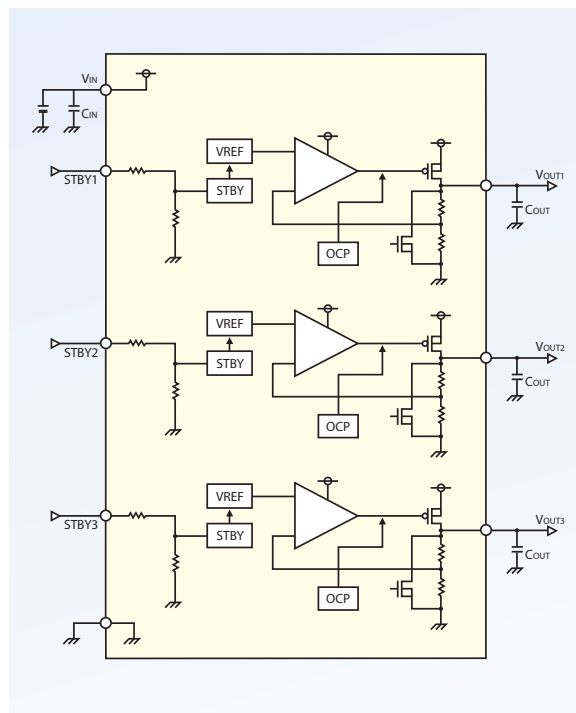 VIN
CIN
STBY1
VREF
STBY
OCP
VOUT1
COUT
STBY2
VREF
STBY
OCP
VOUT2
COUT
STBY3
VREF
STBY
OCP
VOUT3
COUT